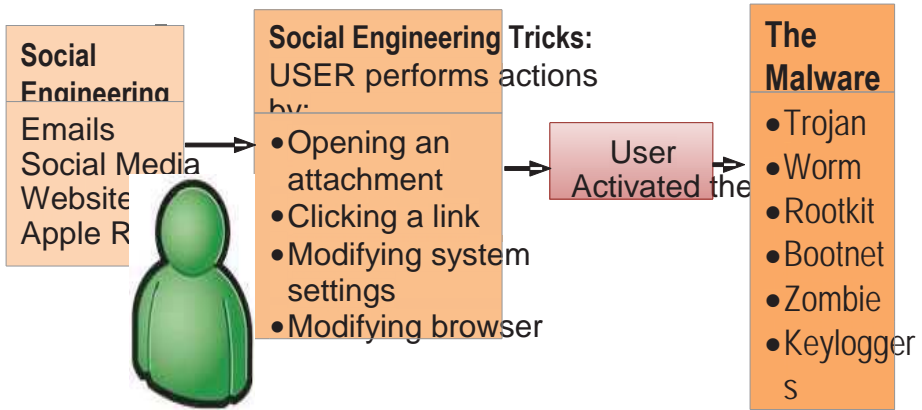 Social
Engineering
Emails
Social Media
Website
Apple R
Social Engineering Tricks:
USER performs actions
by:
•Opening an
attachment
•Clicking a link
•Modifying system
settings
•Modifying browser
User
Activated the
The
Malware
•Trojan
•Worm
•Rootkit
•Bootnet
•Zombie
•Keylogger
s